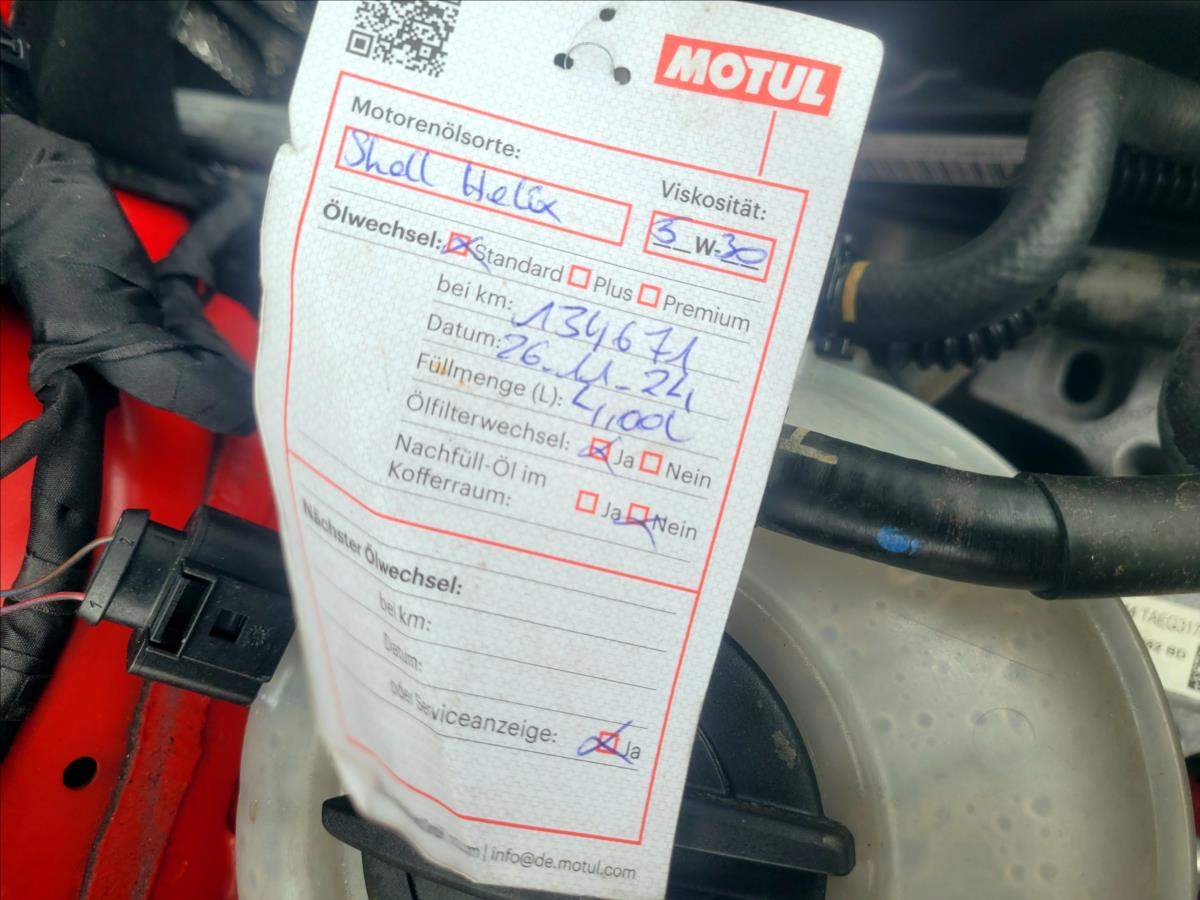 MOTUL
Motorenölsorte:
Shell Helix
Viskosität:
5 W-30
Ölwechsel: Standard Plus Premium
bei km: 134671
Datum: 26.11-24
Füllmenge (L): 4,00L
Ölfilterwechsel: Ja Nein
Nachfüll-Öl im
Kofferraum: Ja Nein
Nächster Ölwechsel:
bei km:
Datum:
oder Serviceanzeige: Ja
| info@de.motul.com
2
1